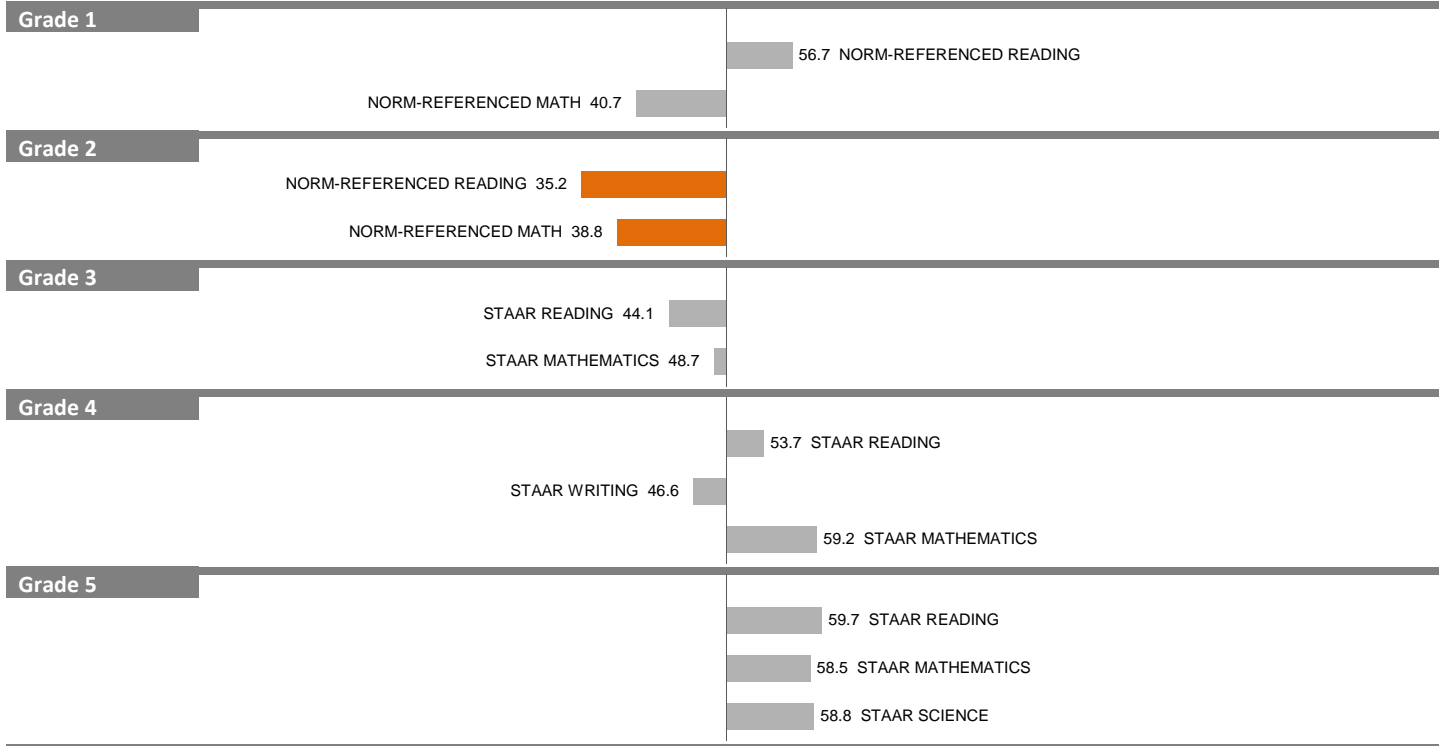 Grade 1
56.7 NORM-REFERENCED READING
NORM-REFERENCED MATH 40.7
Grade 2
NORM-REFERENCED READING 35.2
NORM-REFERENCED MATH 38.8
Grade 3
STAAR READING 44.1
STAAR MATHEMATICS 48.7
Grade 4
53.7 STAAR READING
STAAR WRITING 46.6
59.2 STAAR MATHEMATICS
Grade 5
59.7 STAAR READING
58.5 STAAR MATHEMATICS
58.8 STAAR SCIENCE